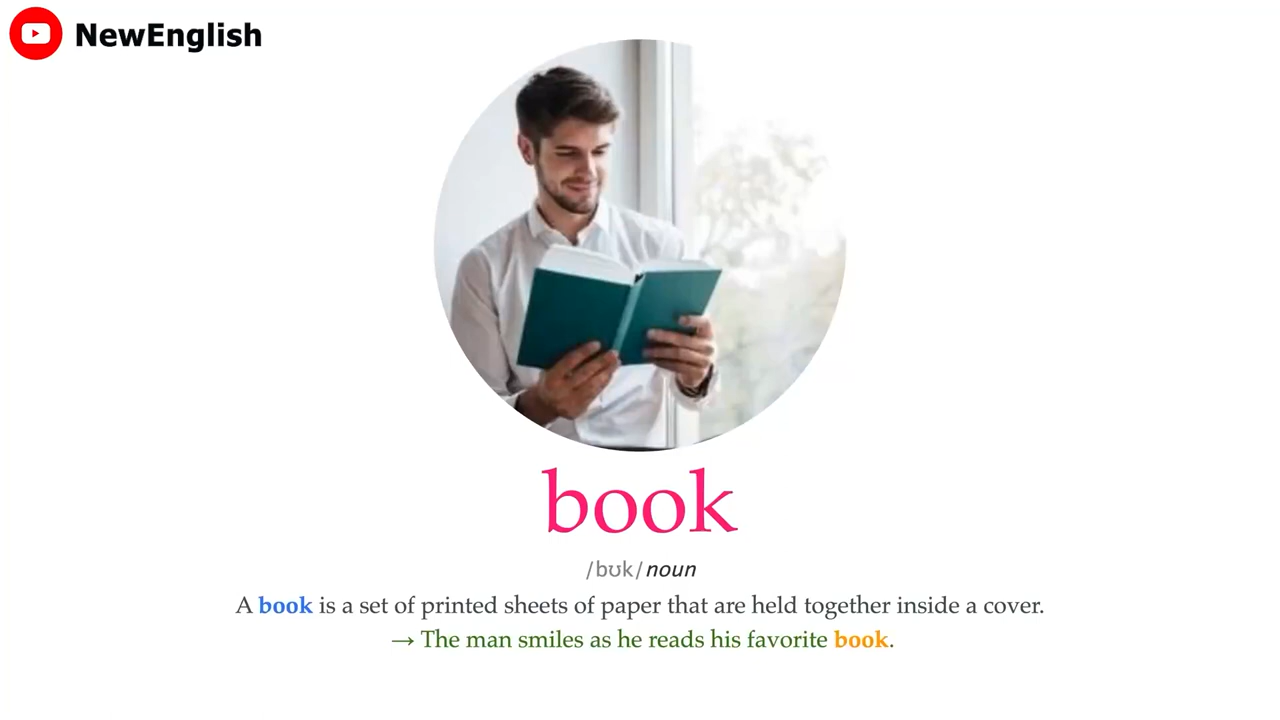 NewEnglish
book
/bʊk/noun
A book is a set of printed sheets of paper that are held together inside a cover.
→ The man smiles as he reads his favorite book.